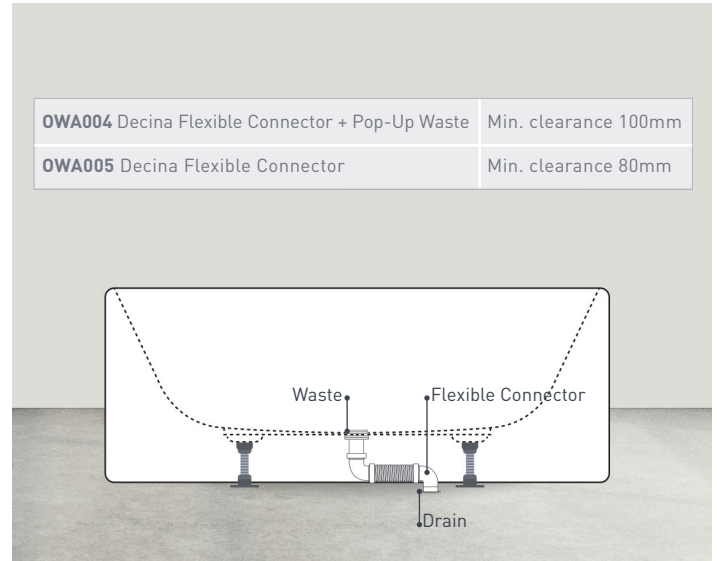 OWA004 Decina Flexible Connector + Pop-Up Waste Min. clearance 100mm
OWA005 Decina Flexible Connector Min. clearance 80mm
Waste Flexible Connector
Drain